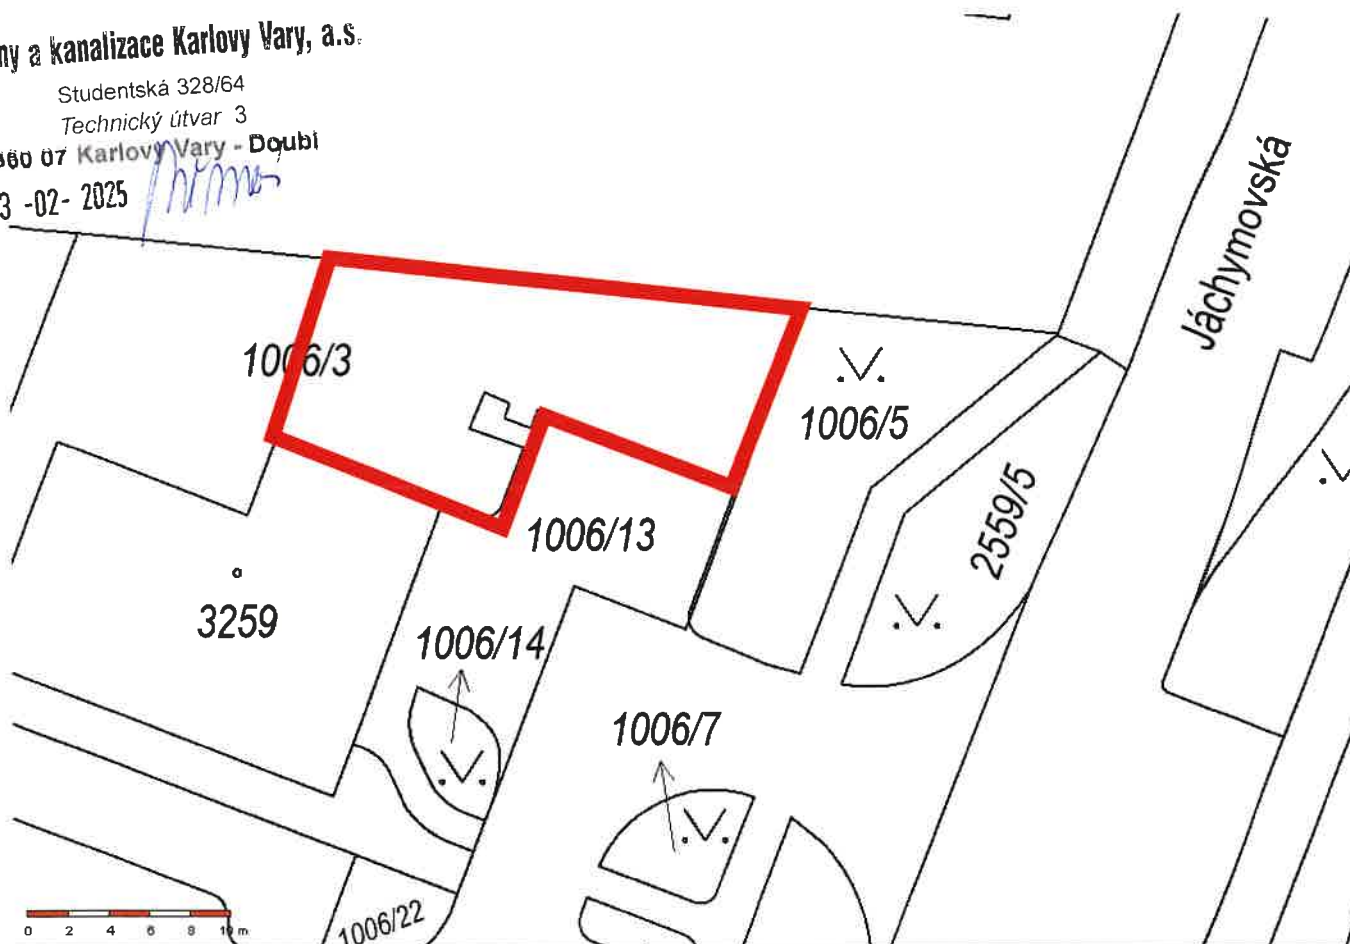 ny a kanalizace Karlovy Vary, a.s.
Studentská 328/64
Technický útvar 3
360 07 Karlovy Vary - Doubí
3 -02- 2025
Jáchymovská
1006/3
1006/5
2559/5
1006/13
3259
1006/14
1006/7
1006/22
0 2 4 6 8 10 m